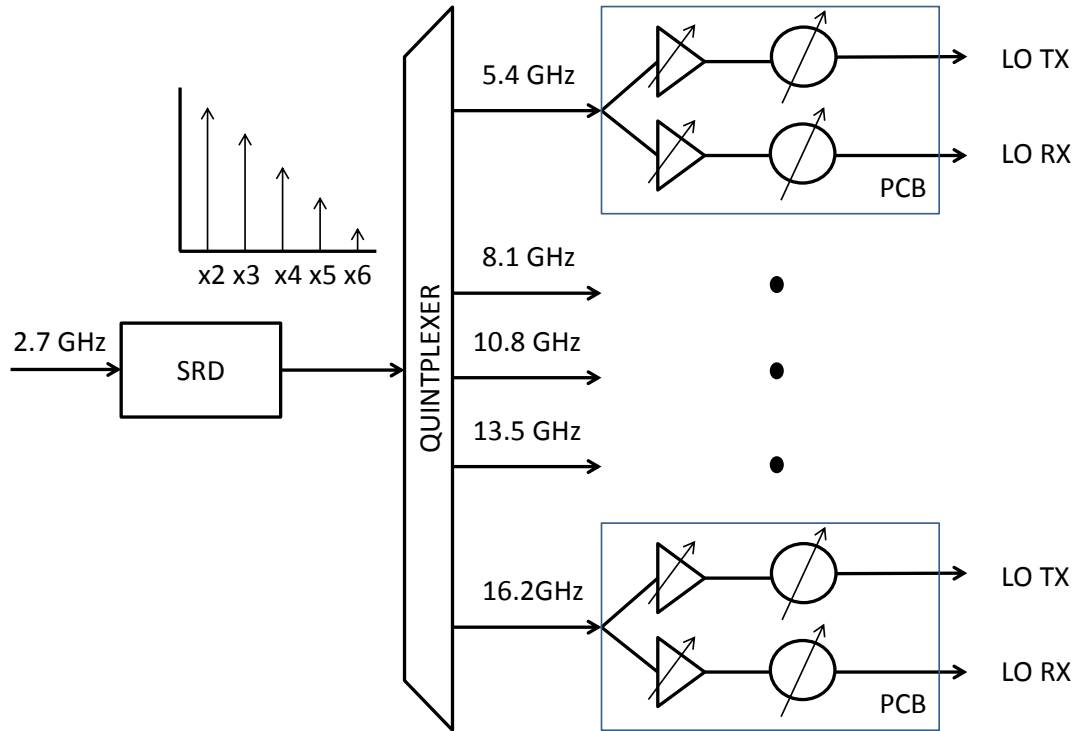 5.4 GHz
LO TX
LO RX
PCB
x2 x3 x4 x5 x6
8.1 GHz
2.7 GHz
SRD
QUINTPLEXER
10.8 GHz
13.5 GHz
16.2GHz
LO TX
LO RX
PCB